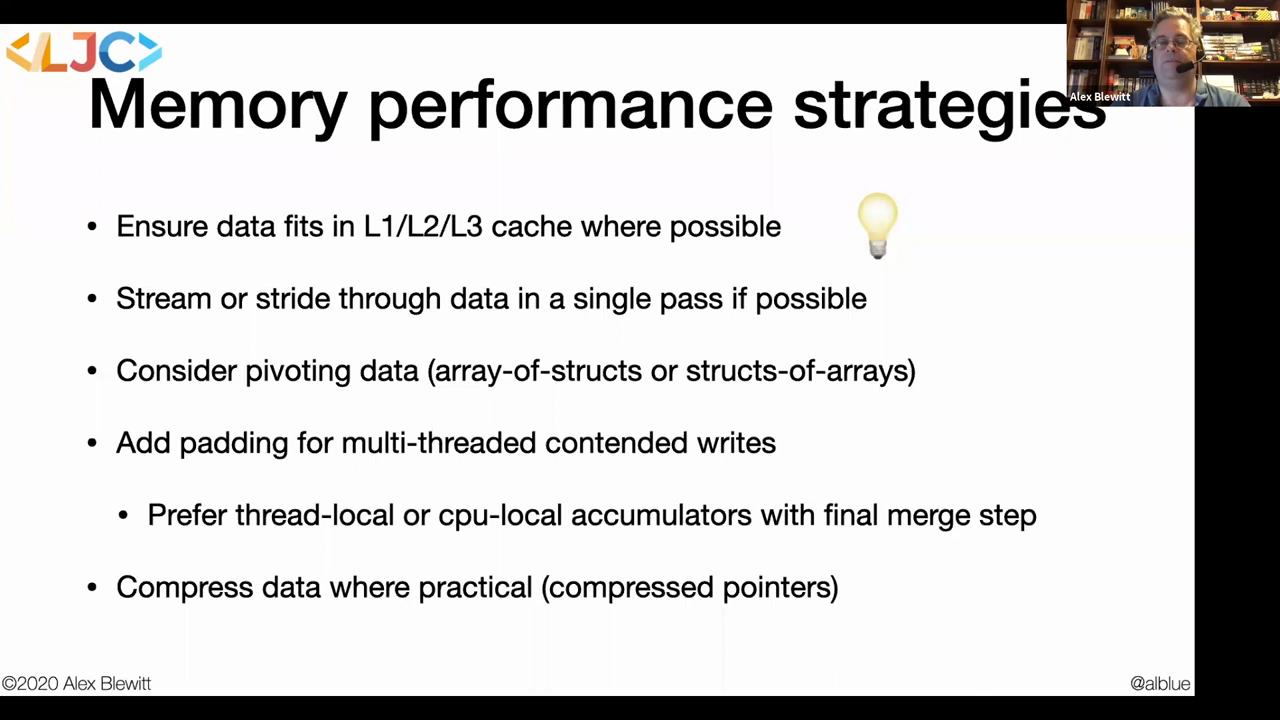 <LJC>
Alex Blewitt
Memory performance strategies
• Ensure data fits in L1/L2/L3 cache where possible
• Stream or stride through data in a single pass if possible
• Consider pivoting data (array-of-structs or structs-of-arrays)
• Add padding for multi-threaded contended writes
• Prefer thread-local or cpu-local accumulators with final merge step
• Compress data where practical (compressed pointers)
©2020 Alex Blewitt
@alblue